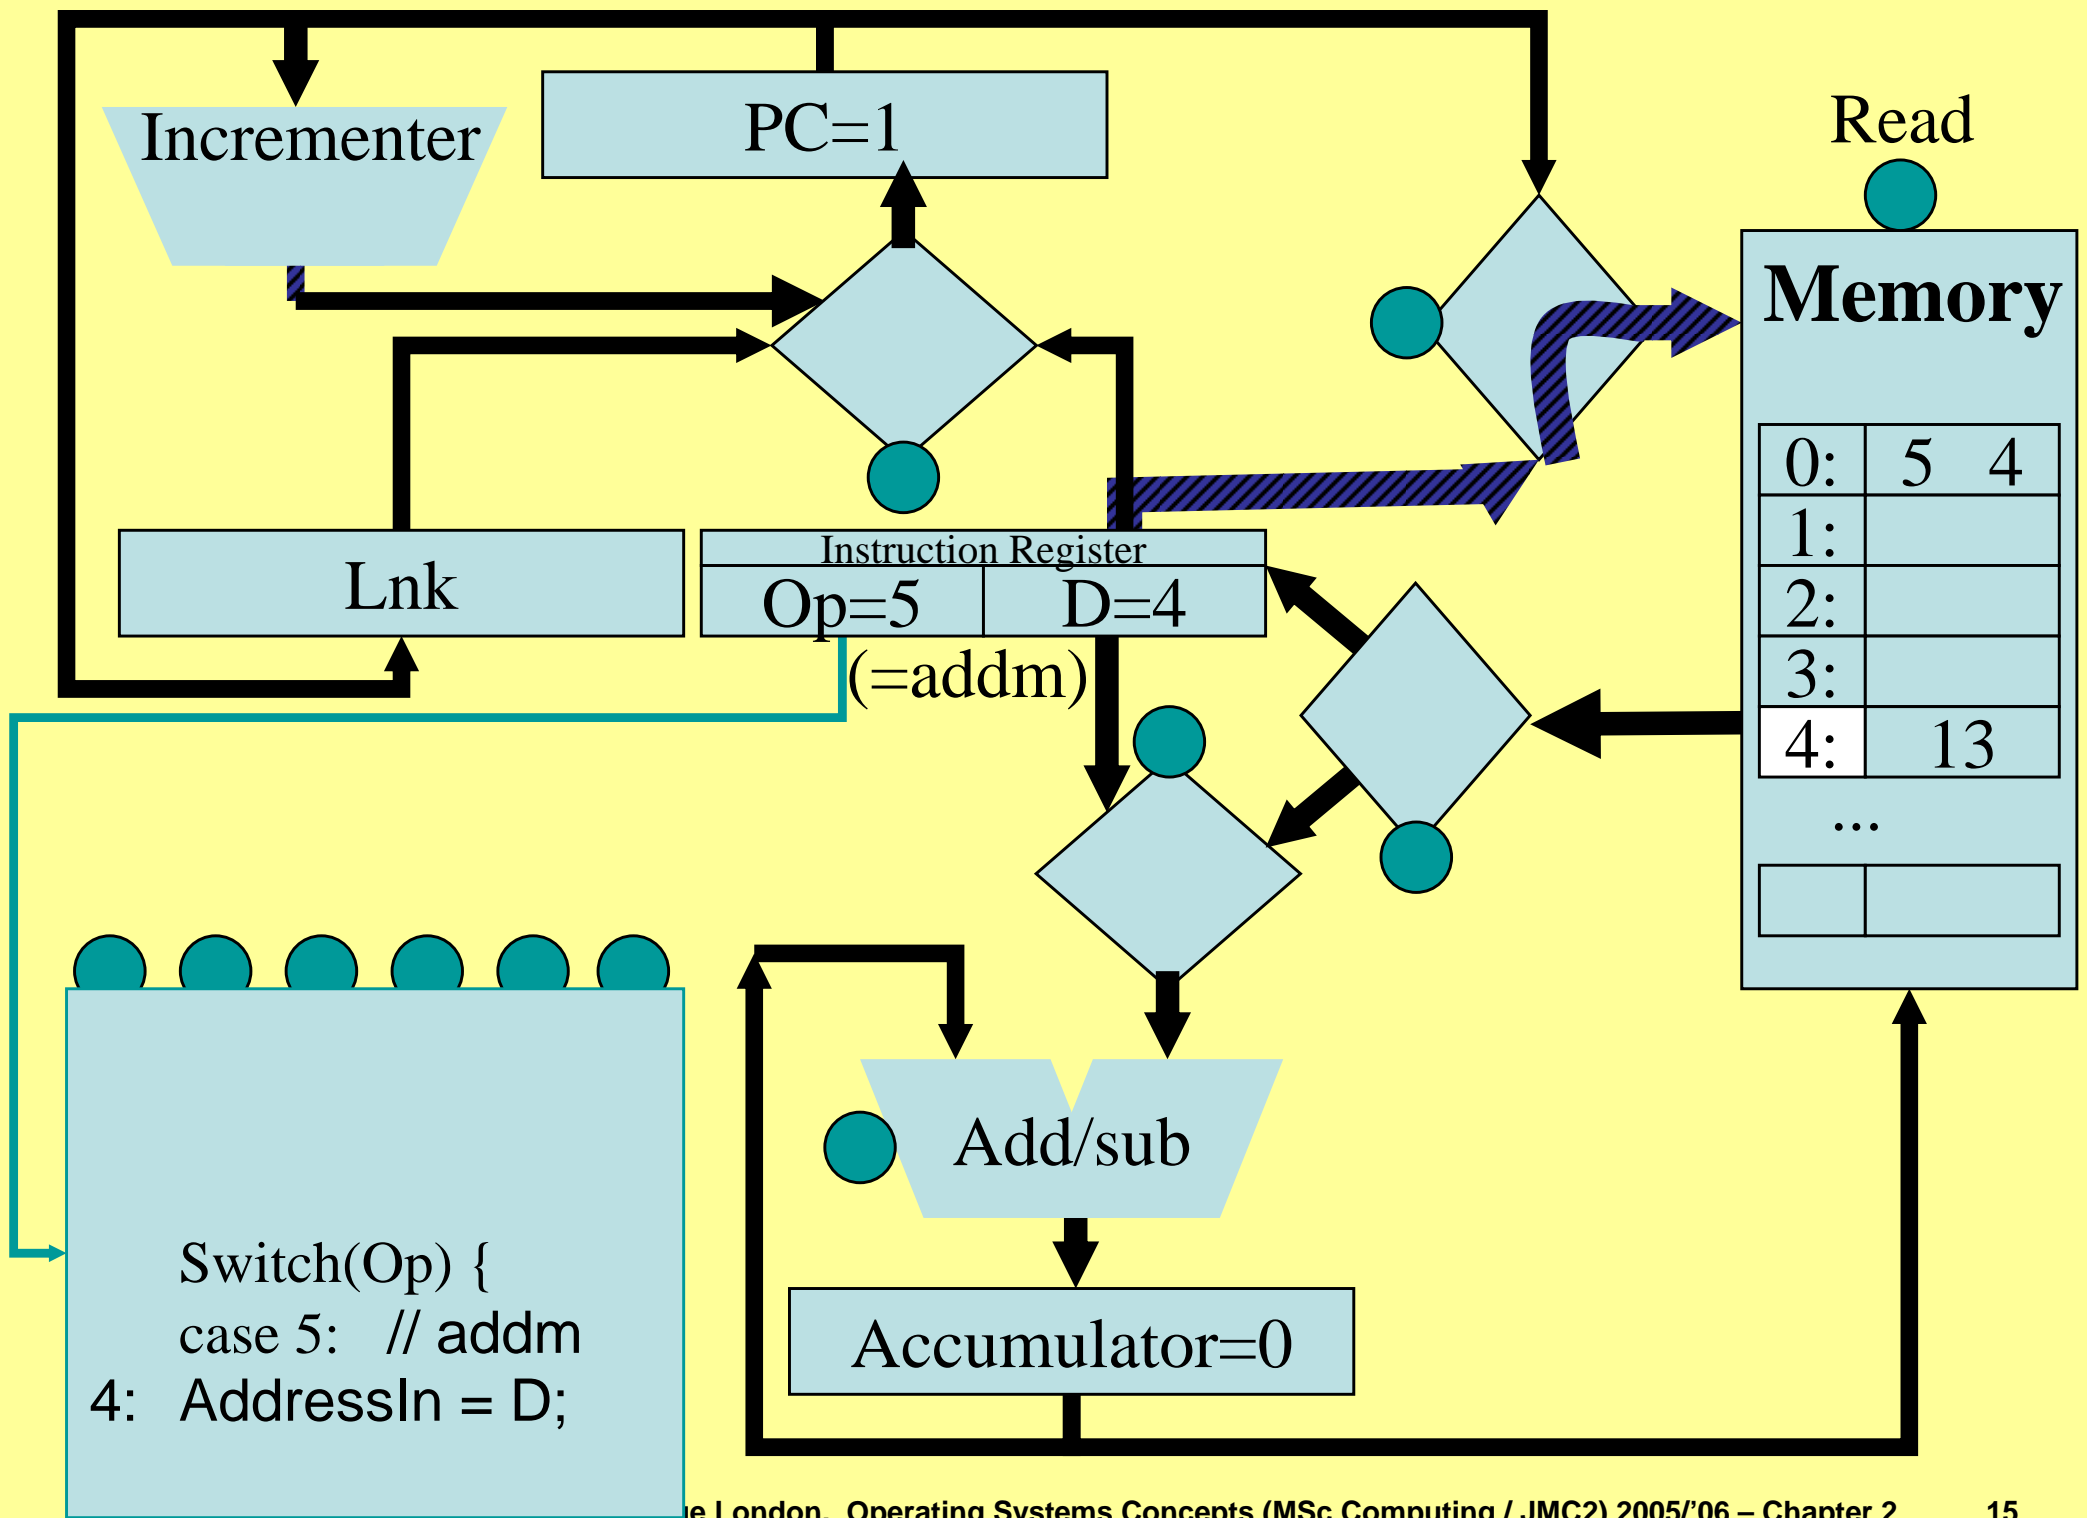 Incrementer
PC=1
Read
Memory
0: 5 4
1:
2:
3:
4: 13
...
Lnk
Instruction Register
Op=5 D=4
(=addm)
Add/sub
Accumulator=0
Switch(Op) {
case 5: // addm
4: AddressIn = D;
London. Operating Systems Concepts (MSc Computing / JMC2) 2005/'06 – Chapter 2 15